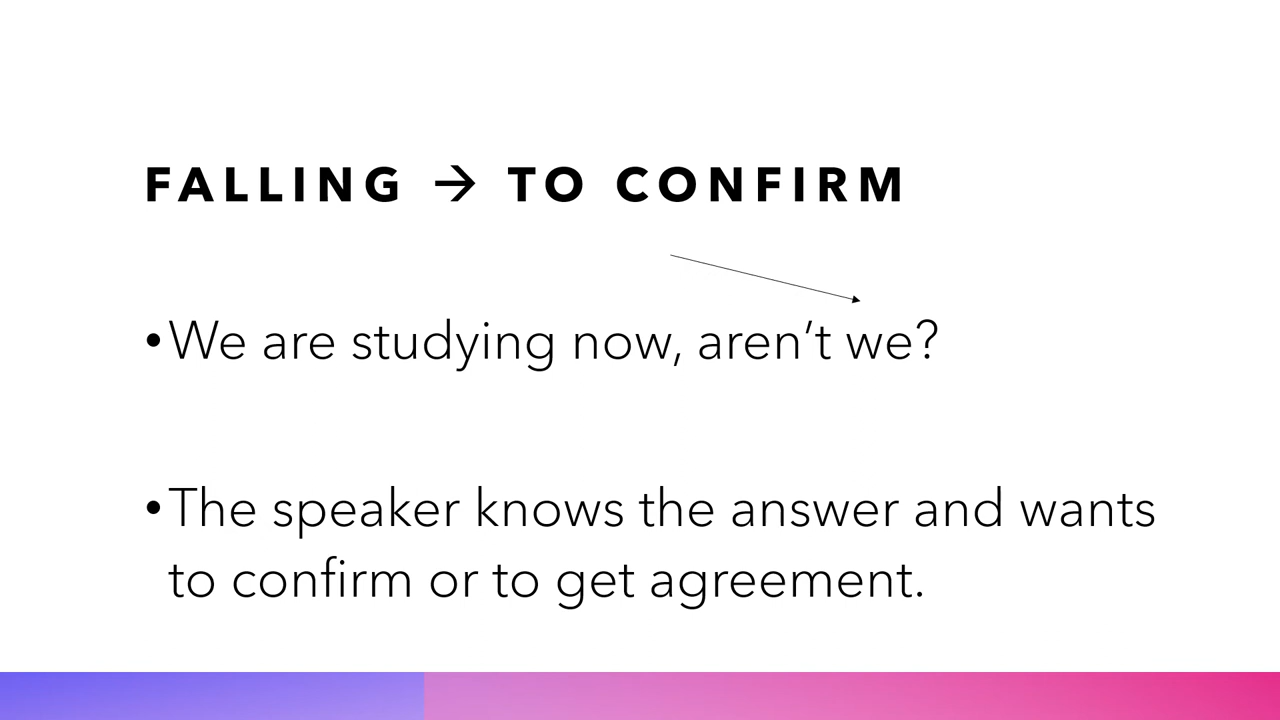 FALLING → TO CONFIRM
•We are studying now, aren’t we?
•The speaker knows the answer and wants
to confirm or to get agreement.